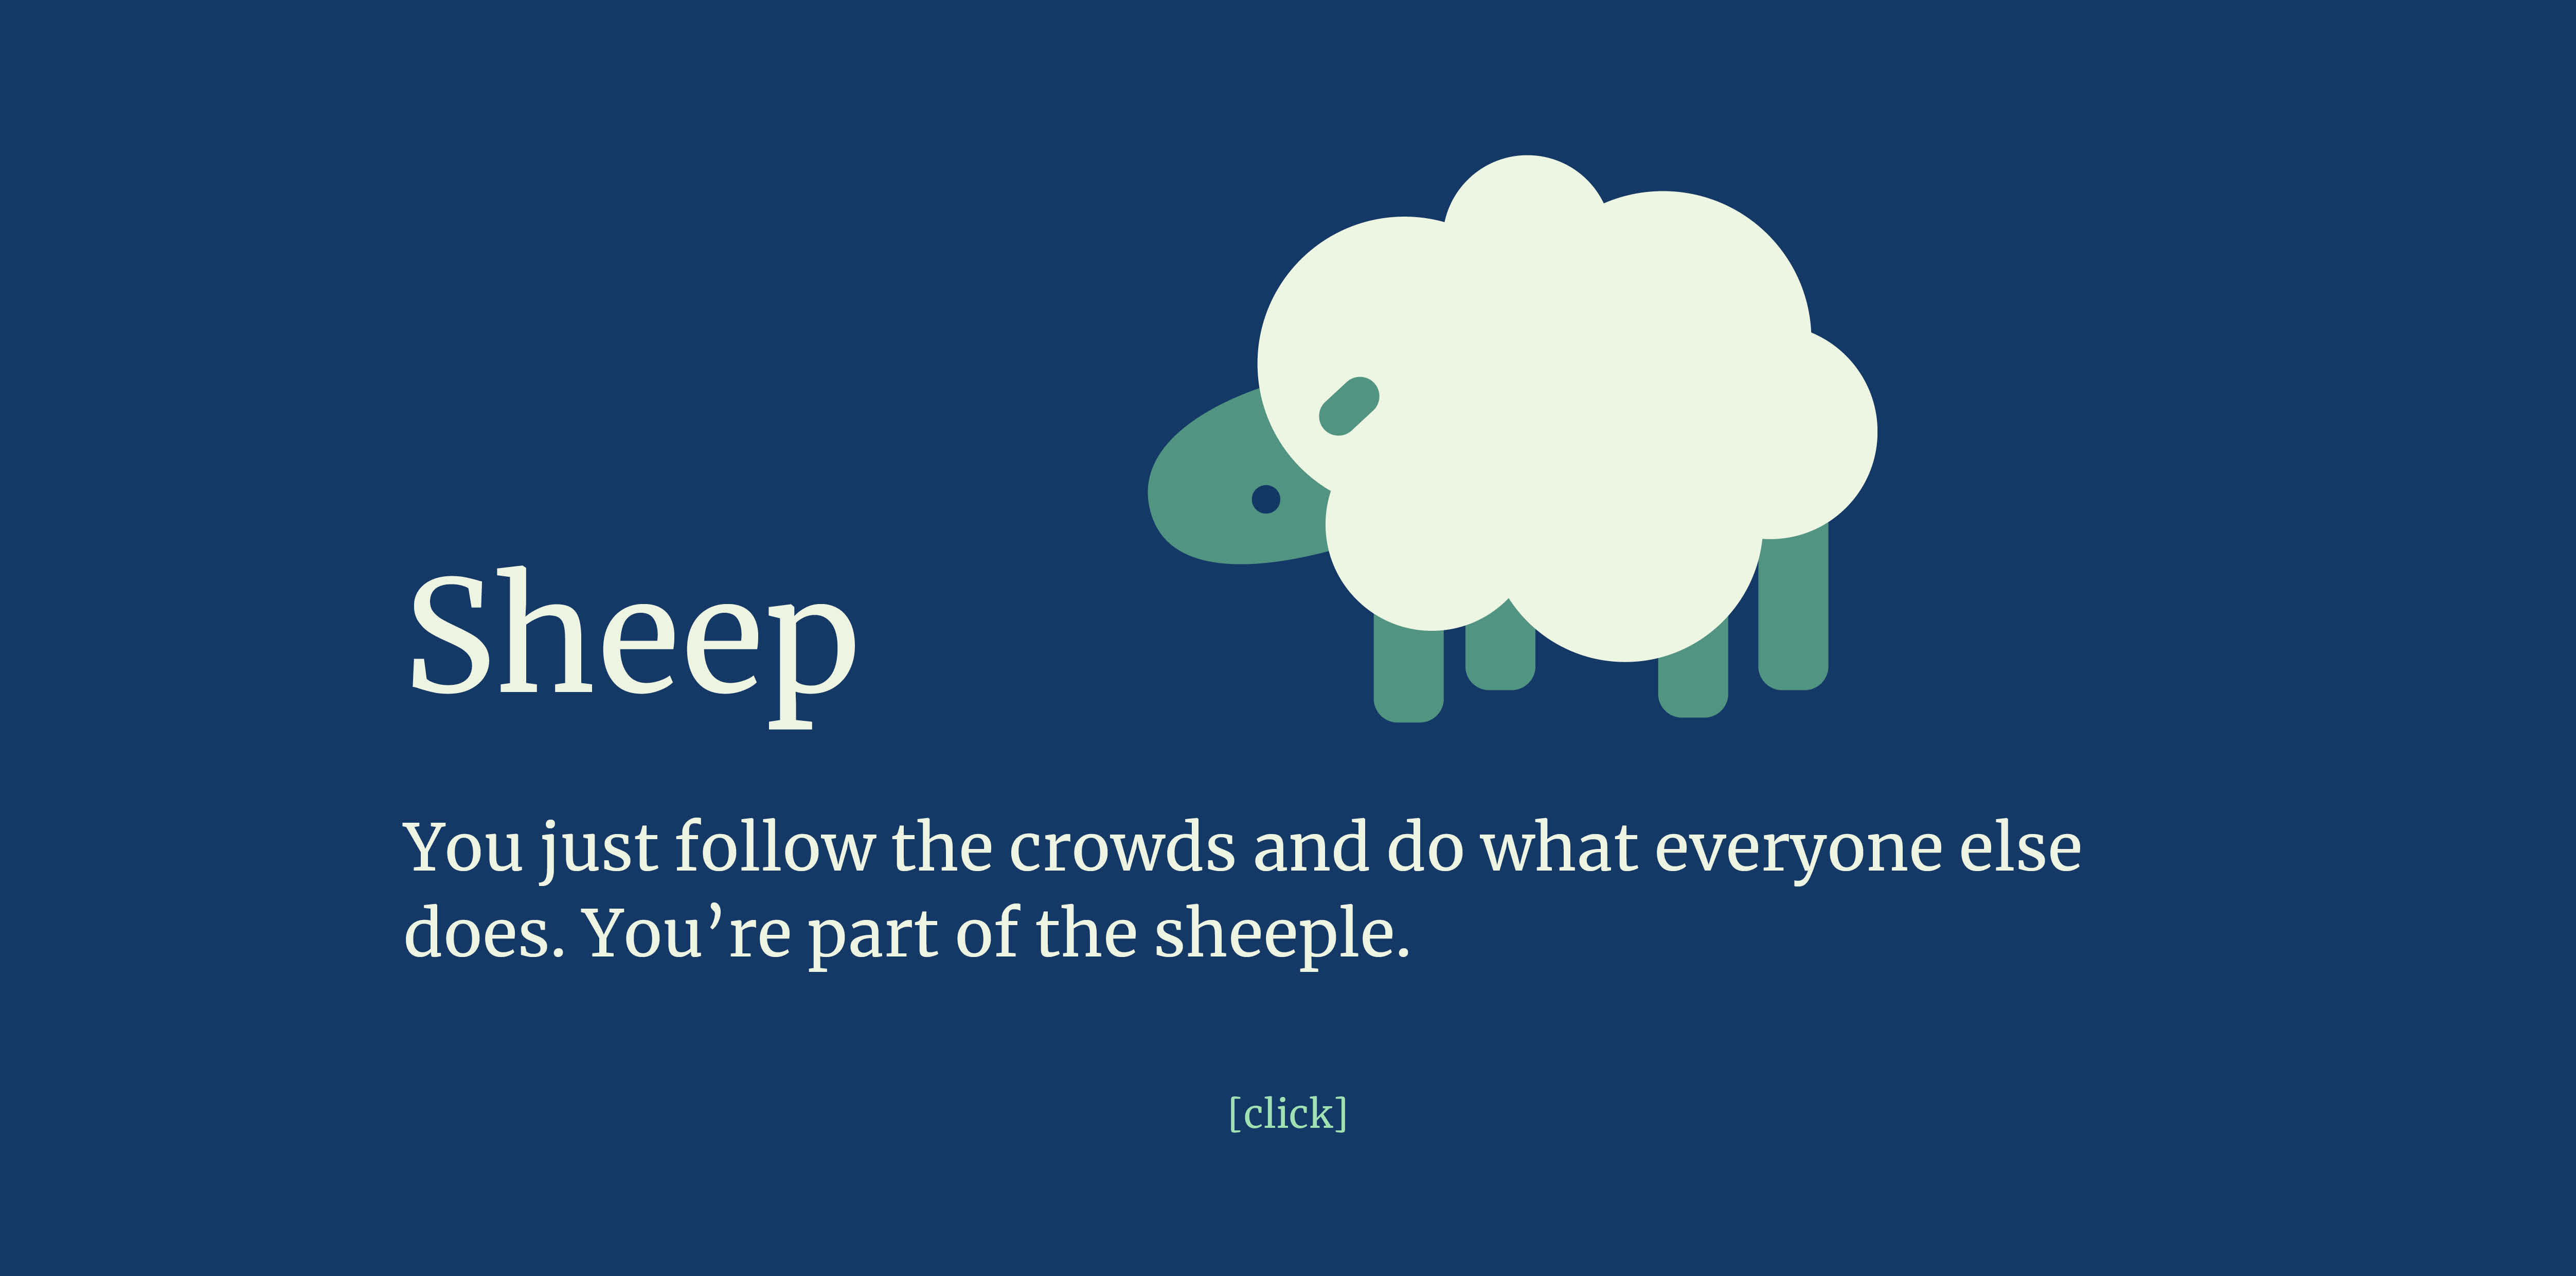 Sheep
You just follow the crowds and do what everyone else
does. You’re part of the sheeple.
[click]